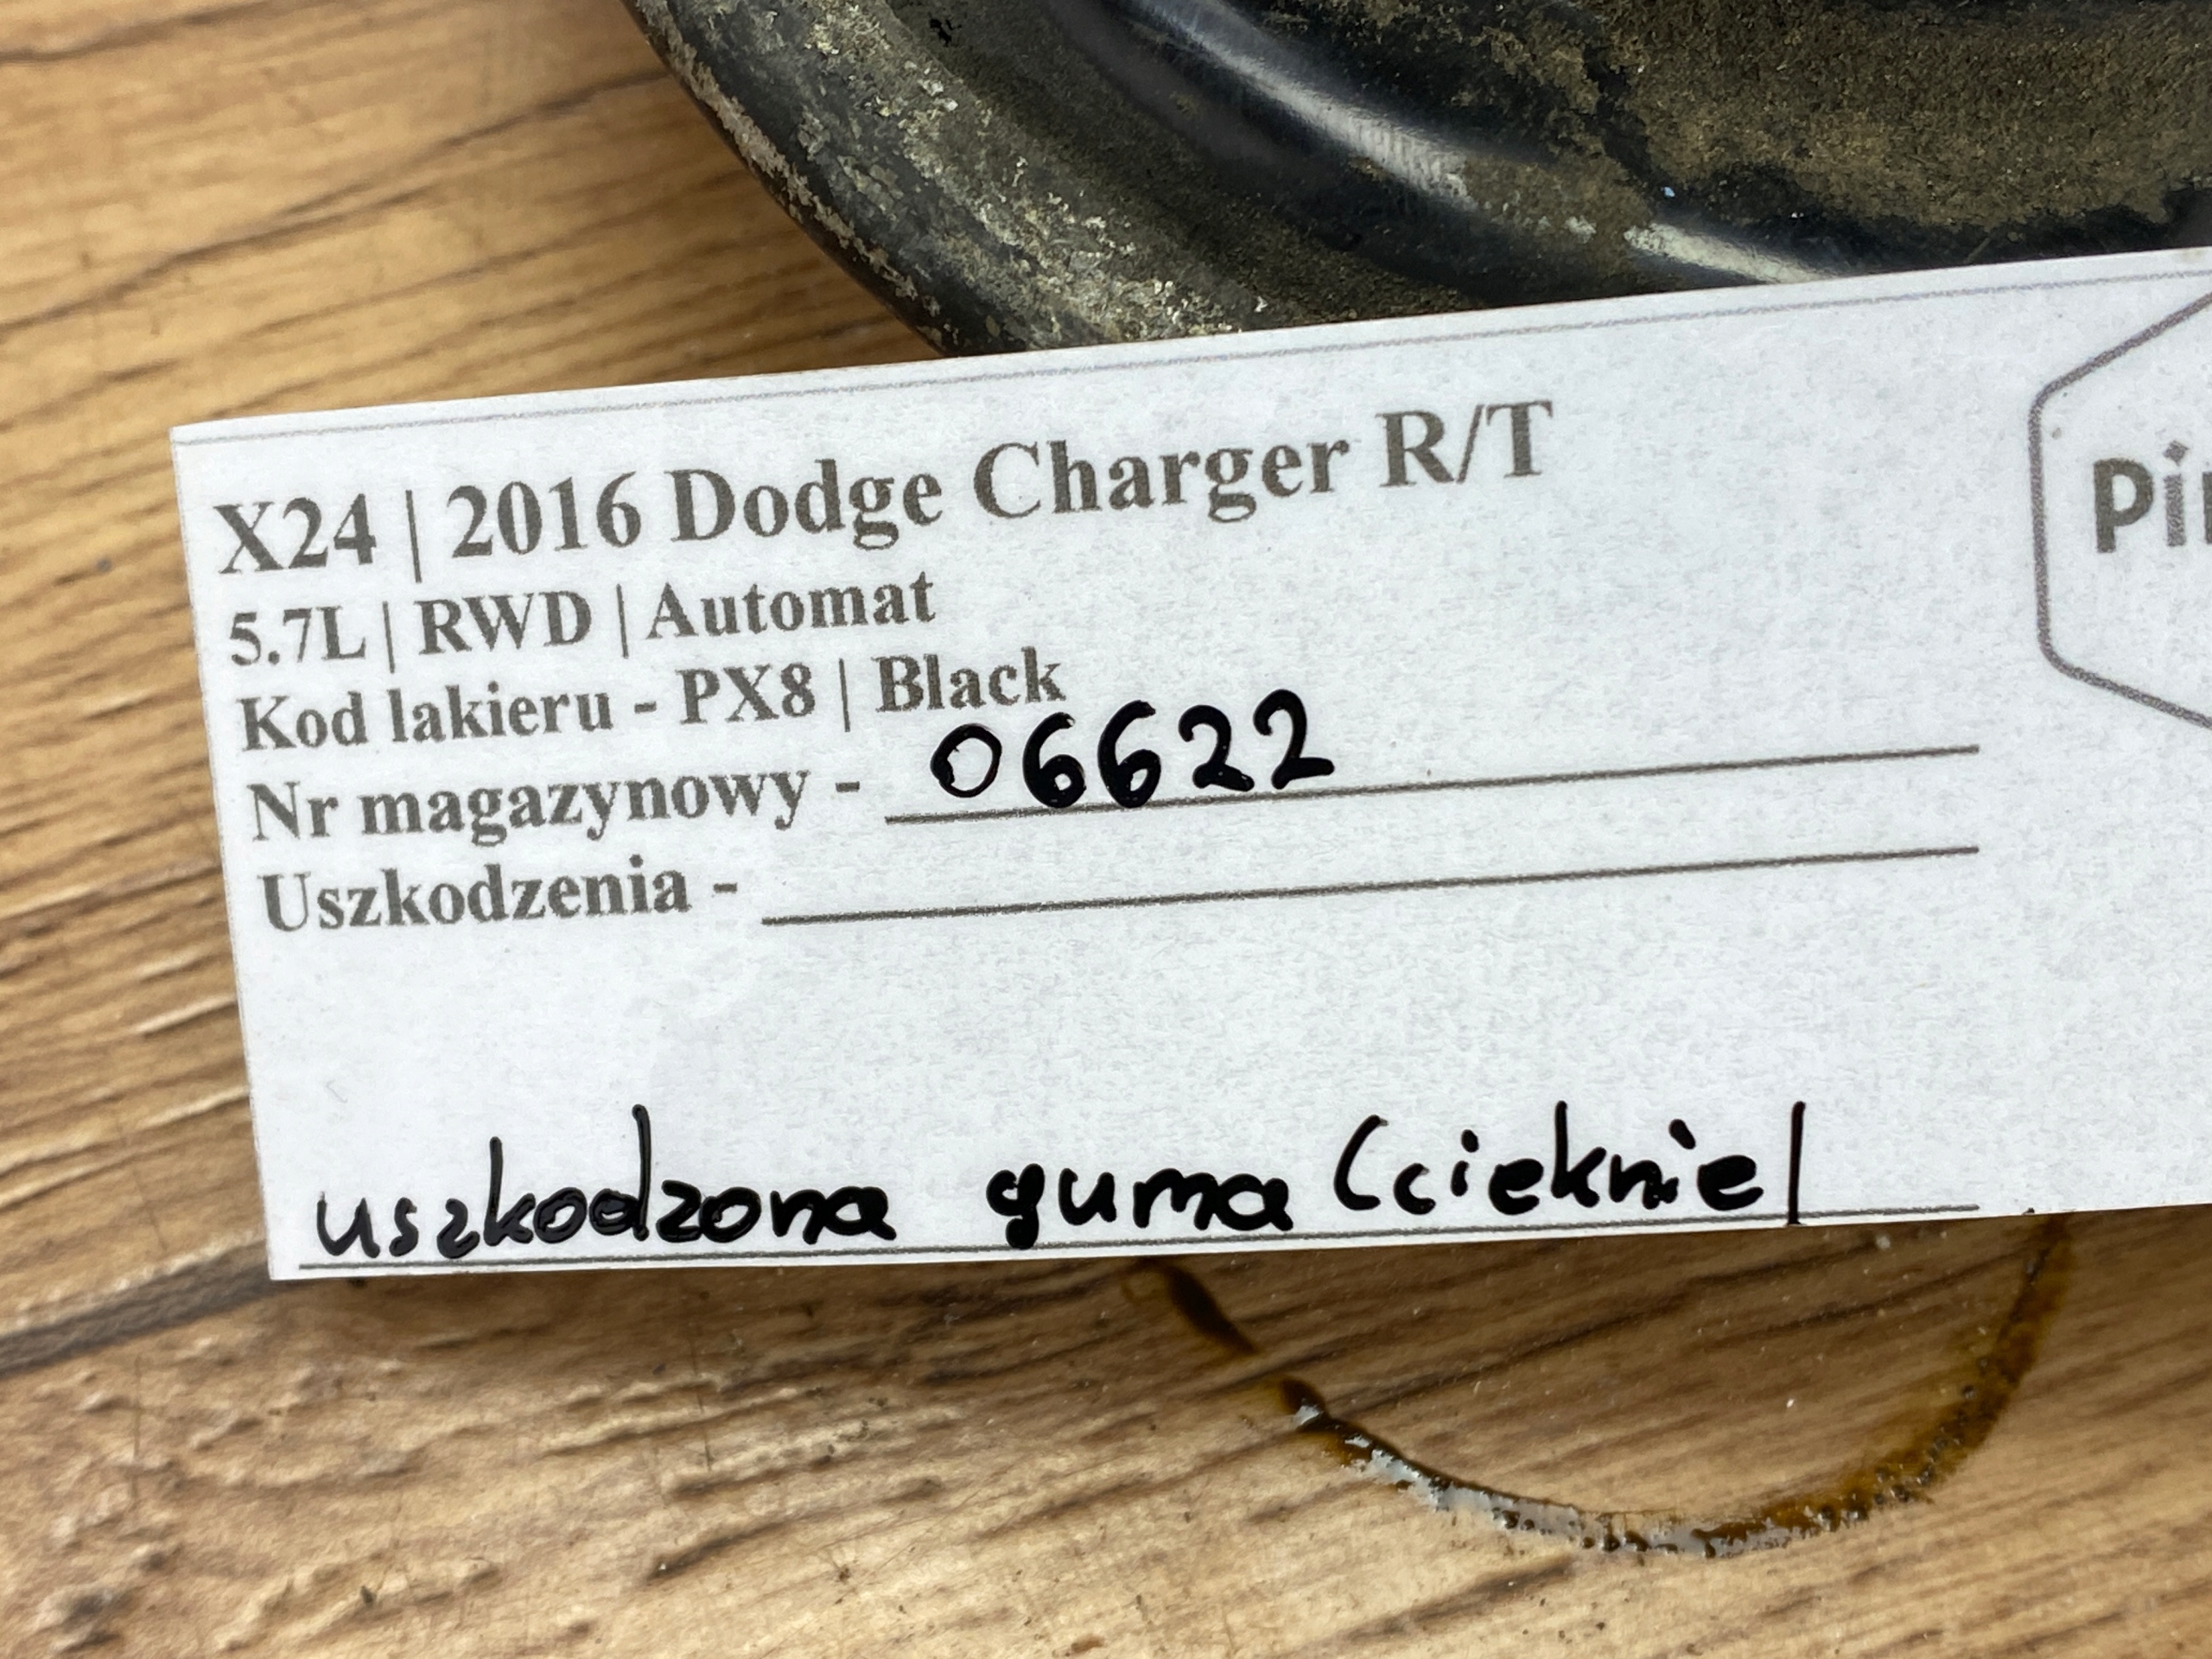 X24 | 2016 Dodge Charger R/T
5.7L | RWD | Automat
Kod lakieru - PX8 | Black
Nr magazynowy - 06622
Uszkodzenia -
uszkodzona guma (cieknie)